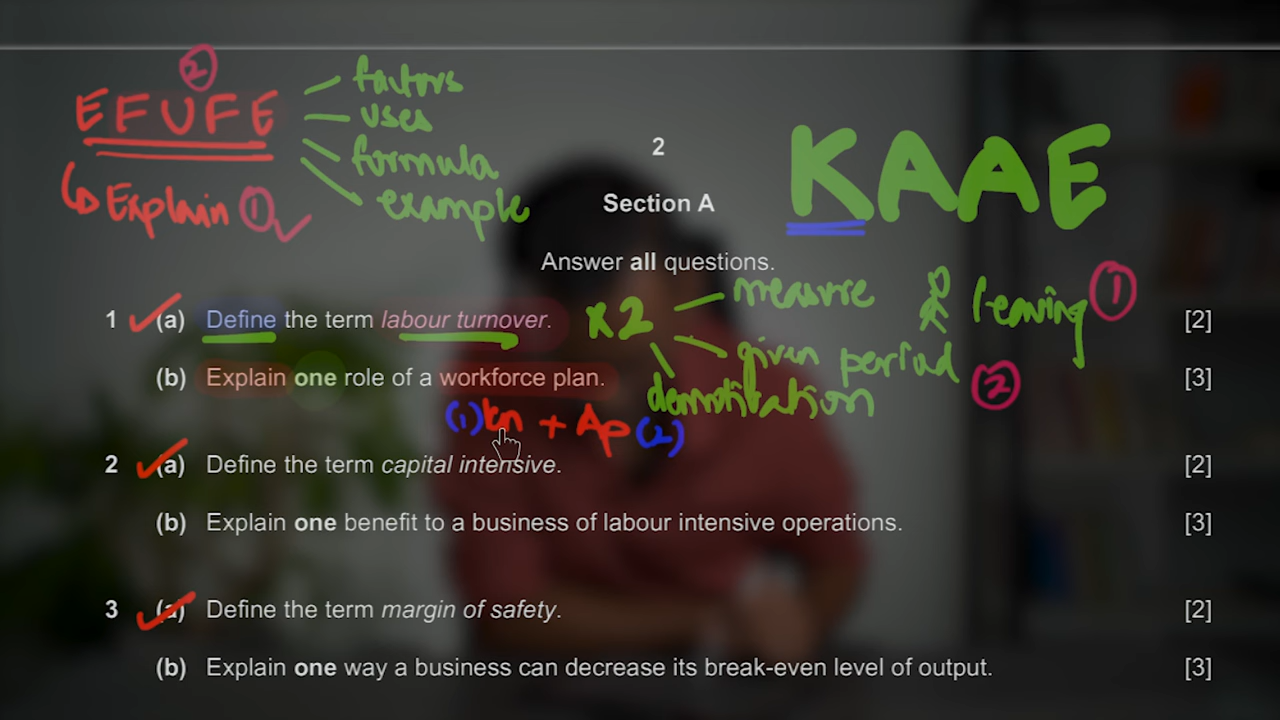 ②
EFUFE
factors
uses
formula
example
Explain ① ✓
KAAE
2
Section A
Answer all questions.
1 (a) Define the term labour turnover. [2]
x2
measure
given period
leaving ①
②
(b) Explain one role of a workforce plan. [3]
(1) kn + Ap (2)
2 (a) Define the term capital intensive. [2]
(b) Explain one benefit to a business of labour intensive operations. [3]
3 (a) Define the term margin of safety. [2]
(b) Explain one way a business can decrease its break-even level of output. [3]